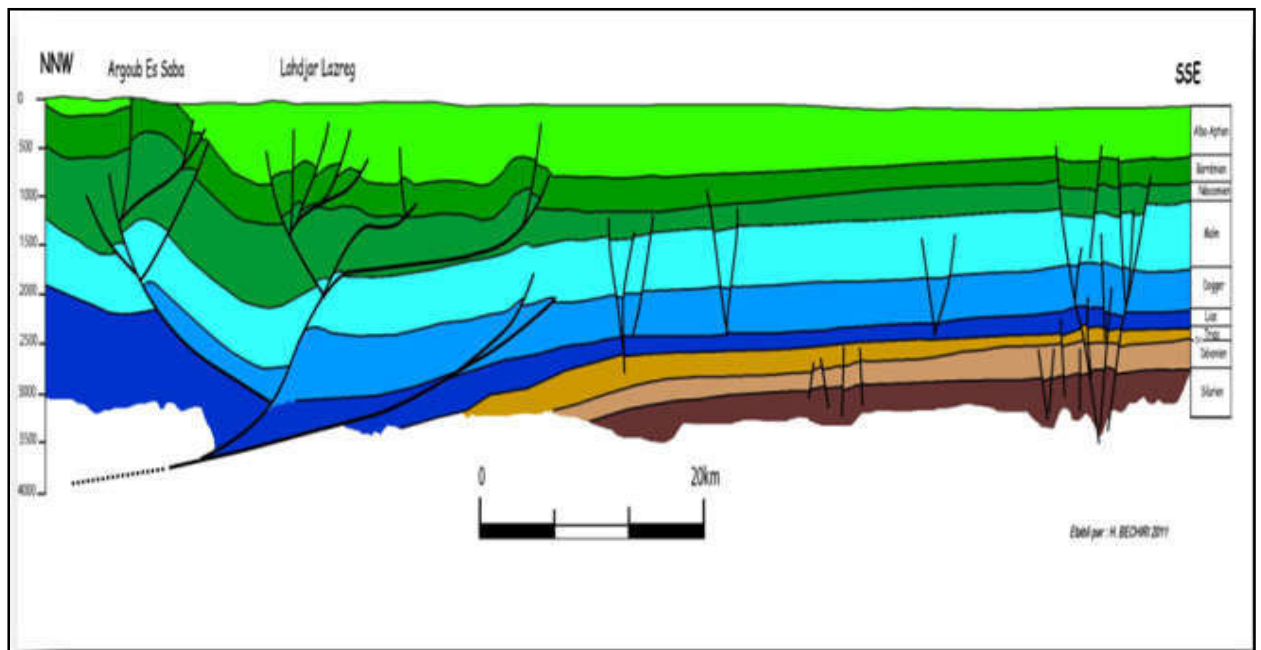 NNW
Argoub Es Saba
Lahdjar Lazreg
SSE
0
500
1000
1500
2000
2500
3000
3500
4000
Albo-Aptien
Barrémien
Néocomien
Malm
Dogger
Lias
Trias
Dévonien
Silurien
0
20km
Etabli par : H. BECHIRI 2011